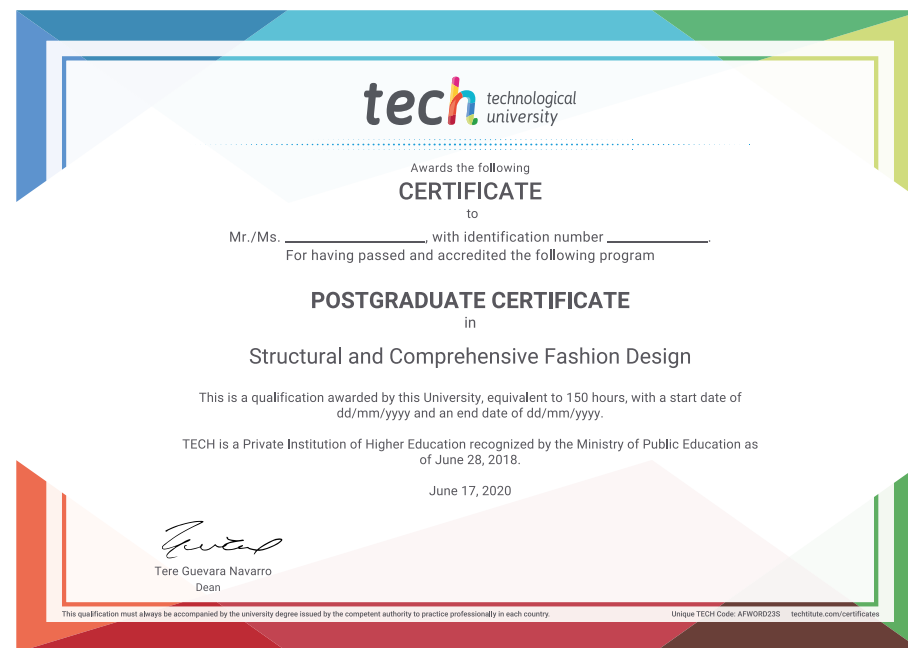 tech technological
university
Awards the following
CERTIFICATE
to
Mr./Ms. ____________________, with identification number __________________.
For having passed and accredited the following program
POSTGRADUATE CERTIFICATE
in
Structural and Comprehensive Fashion Design
This is a qualification awarded by this University, equivalent to 150 hours, with a start date of
dd/mm/yyyy and an end date of dd/mm/yyyy.
TECH is a Private Institution of Higher Education recognized by the Ministry of Public Education as
of June 28, 2018.
June 17, 2020
Tere Guevara Navarro
Dean
This qualification must always be accompanied by the university degree issued by the competent authority to practice professionally in each country. Unique TECH Code: AFWORD23S techtitute.com/certificates